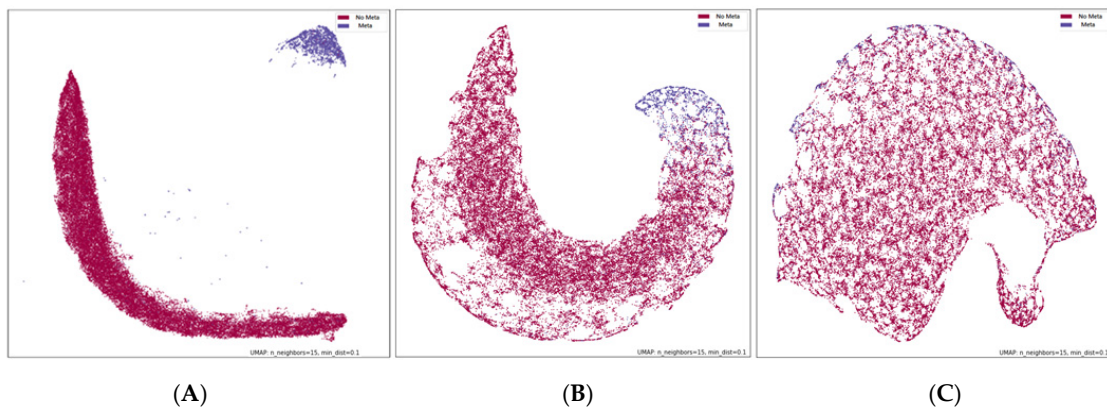 No Meta
Meta
No Meta
Meta
No Meta
Meta
UMAP: n_neighbors=15, min_dist=0.1
UMAP: n_neighbors=15, min_dist=0.1
UMAP: n_neighbors=15, min_dist=0.1
(A)
(B)
(C)